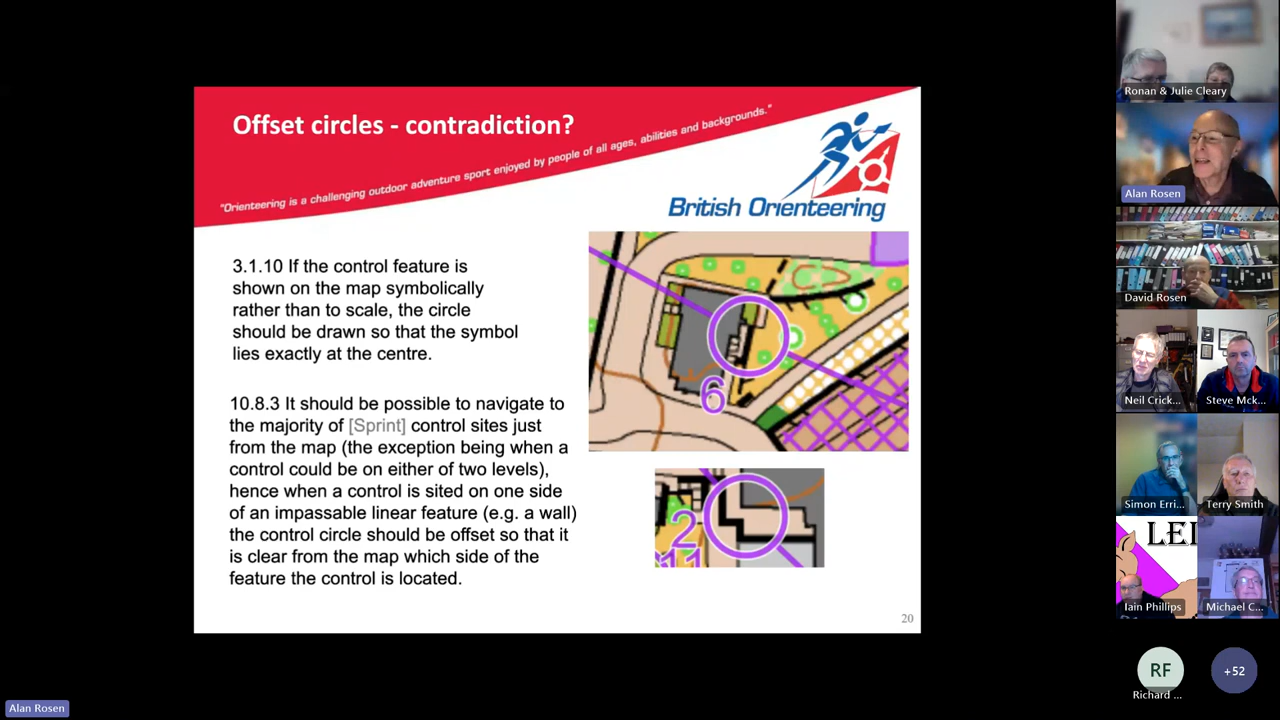 Offset circles - contradiction?
"Orienteering is a challenging outdoor adventure sport enjoyed by people of all ages, abilities and backgrounds."
British Orienteering
3.1.10 If the control feature is
shown on the map symbolically
rather than to scale, the circle
should be drawn so that the symbol
lies exactly at the centre.
10.8.3 It should be possible to navigate to
the majority of [Sprint] control sites just
from the map (the exception being when a
control could be on either of two levels),
hence when a control is sited on one side
of an impassable linear feature (e.g. a wall)
the control circle should be offset so that it
is clear from the map which side of the
feature the control is located.
6
2
11
20
Ronan & Julie Cleary
Alan Rosen
David Rosen
Neil Crick...
Steve Mck...
Simon Erri...
Terry Smith
LEI
Iain Phillips
Michael C...
RF
Richard ...
+52
Alan Rosen